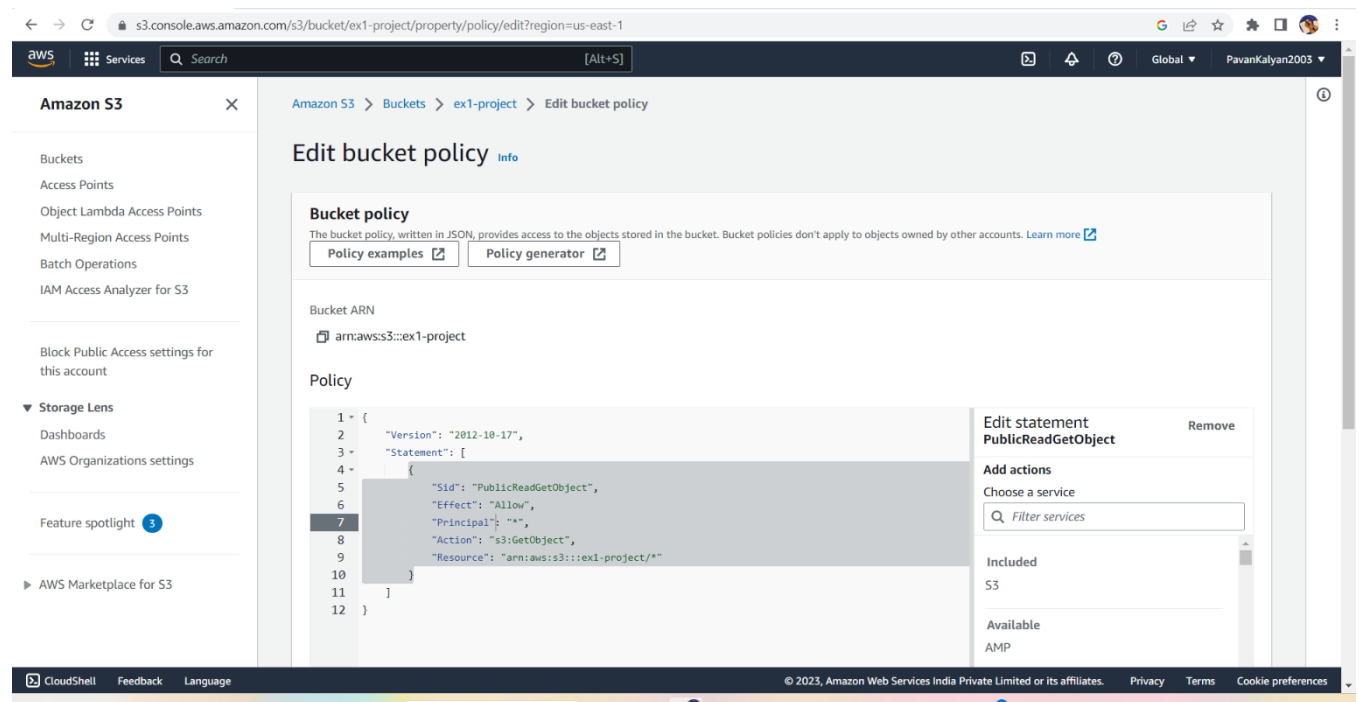 s3.console.aws.amazon.com/s3/bucket/ex1-project/property/policy/edit?region=us-east-1
aws Services Search [Alt+S] Global PavanKalyan2003
Amazon S3
Buckets
Access Points
Object Lambda Access Points
Multi-Region Access Points
Batch Operations
IAM Access Analyzer for S3
Block Public Access settings for
this account
Storage Lens
Dashboards
AWS Organizations settings
Feature spotlight 3
AWS Marketplace for S3
Amazon S3 > Buckets > ex1-project > Edit bucket policy
Edit bucket policy Info
Bucket policy
The bucket policy, written in JSON, provides access to the objects stored in the bucket. Bucket policies don't apply to objects owned by other accounts. Learn more
Policy examples Policy generator
Bucket ARN
arn:aws:s3:::ex1-project
Policy
1 {
2 "Version": "2012-10-17",
3 "Statement": [
4 {
5 "Sid": "PublicReadGetObject",
6 "Effect": "Allow",
7 "Principal": "*",
8 "Action": "s3:GetObject",
9 "Resource": "arn:aws:s3:::ex1-project/*"
10 }
11 ]
12 }
Edit statement Remove
PublicReadGetObject
Add actions
Choose a service
Filter services
Included
S3
Available
AMP
CloudShell Feedback Language © 2023, Amazon Web Services India Private Limited or its affiliates. Privacy Terms Cookie preferences